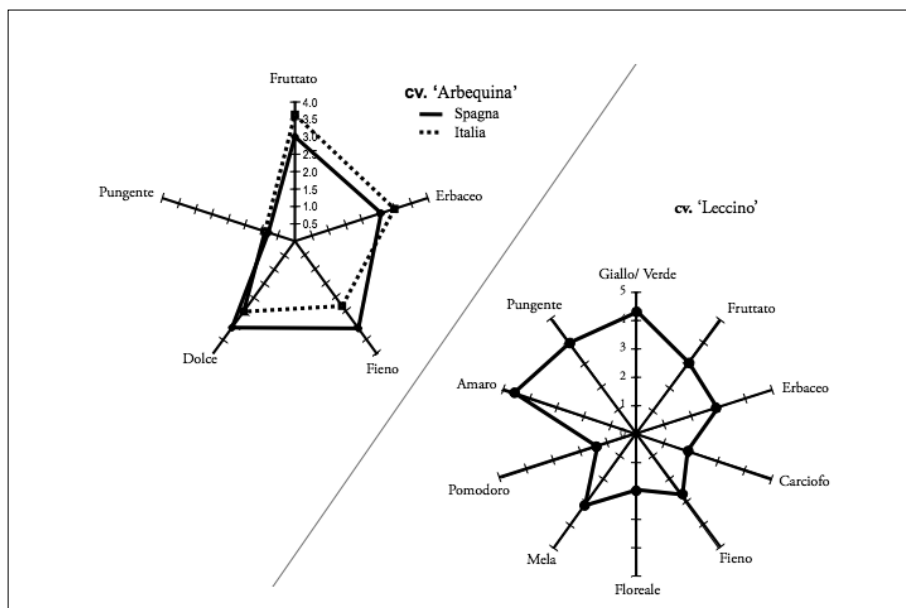 Fruttato
4.0
3.5
3.0
2.5
2.0
1.5
1.0
0.5
Pungente
Erbaceo
Dolce
Fieno
cv. 'Arbequina'
Spagna
Italia
cv. 'Leccino'
Giallo/ Verde
5
4
3
2
1
Pungente
Fruttato
Amaro
Erbaceo
Pomodoro
Carciofo
Mela
Fieno
Floreale